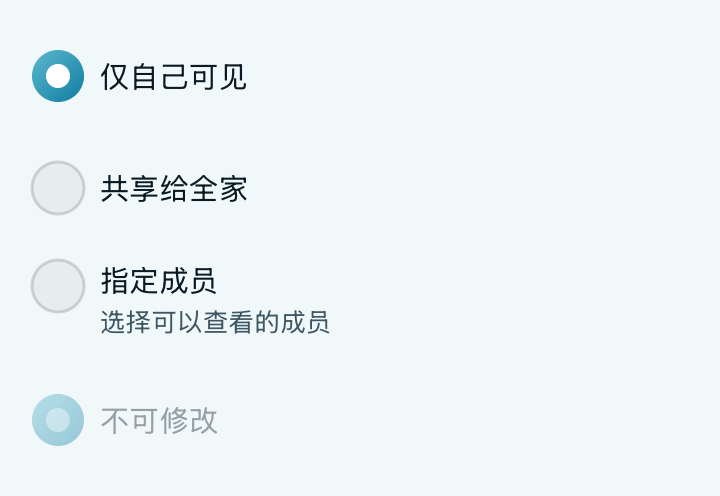 仅自己可见
共享给全家
指定成员
选择可以查看的成员
不可修改